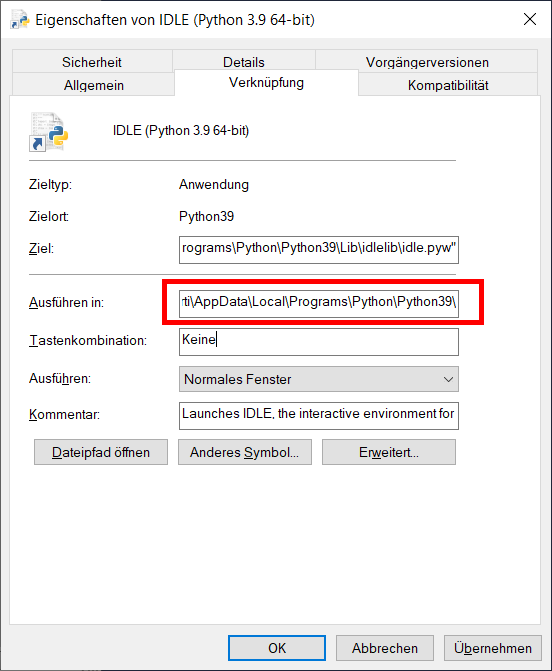 Eigenschaften von IDLE (Python 3.9 64-bit)
Sicherheit Details Vorgängerversionen
Allgemein Verknüpfung Kompatibilität
IDLE (Python 3.9 64-bit)
Zieltyp: Anwendung
Zielort: Python39
Ziel: rograms\Python\Python39\Lib\idlelib\idle.pyw"
Ausführen in: ti\AppData\Local\Programs\Python\Python39\
Tastenkombination: Keine
Ausführen: Normales Fenster
Kommentar: Launches IDLE, the interactive environment for
Dateipfad öffnen Anderes Symbol... Erweitert...
OK Abbrechen Übernehmen